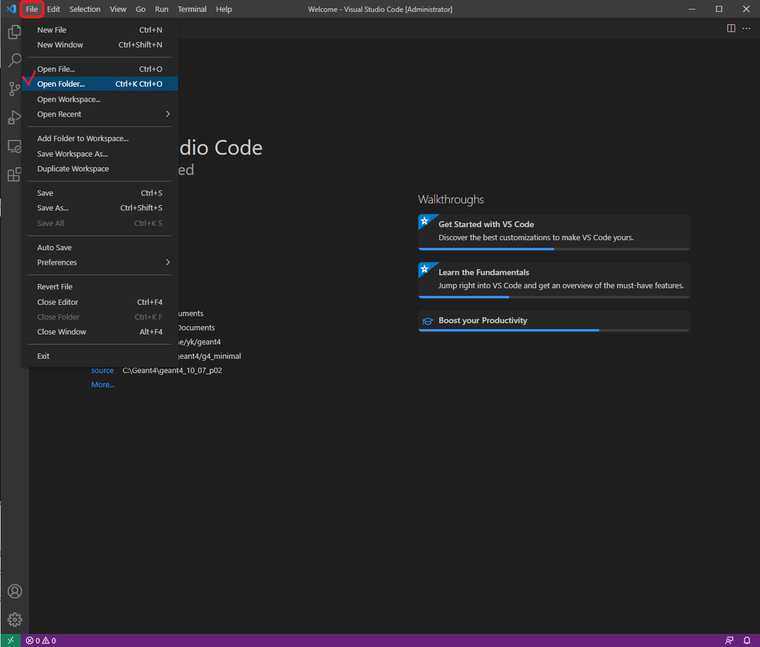 File Edit Selection View Go Run Terminal Help Welcome - Visual Studio Code [Administrator]
New File Ctrl+N
New Window Ctrl+Shift+N
Open File... Ctrl+O
Open Folder... Ctrl+K Ctrl+O
Open Workspace...
Open Recent
Add Folder to Workspace...
Save Workspace As...
Duplicate Workspace
Save Ctrl+S
Save As... Ctrl+Shift+S
Save All Ctrl+K S
Auto Save
Preferences
Revert File
Close Editor Ctrl+F4
Close Folder Ctrl+K F
Close Window Alt+F4
Exit
dio Code
ed
uments
Documents
e/yk/geant4
geant4/g4_minimal
source C:\Geant4\geant4_10_07_p02
More...
Walkthroughs
Get Started with VS Code
Discover the best customizations to make VS Code yours.
Learn the Fundamentals
Jump right into VS Code and get an overview of the must-have features.
Boost your Productivity
0 0